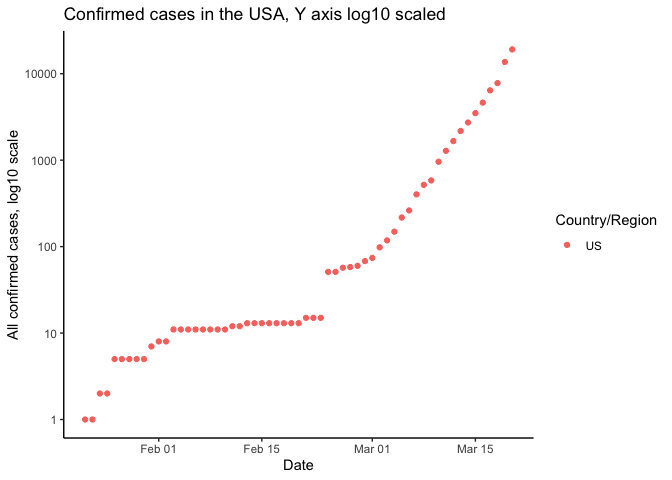 Confirmed cases in the USA, Y axis log10 scaled
All confirmed cases, log10 scale
10000
1000
100
10
1
Feb 01
Feb 15
Mar 01
Mar 15
Date
Country/Region
US